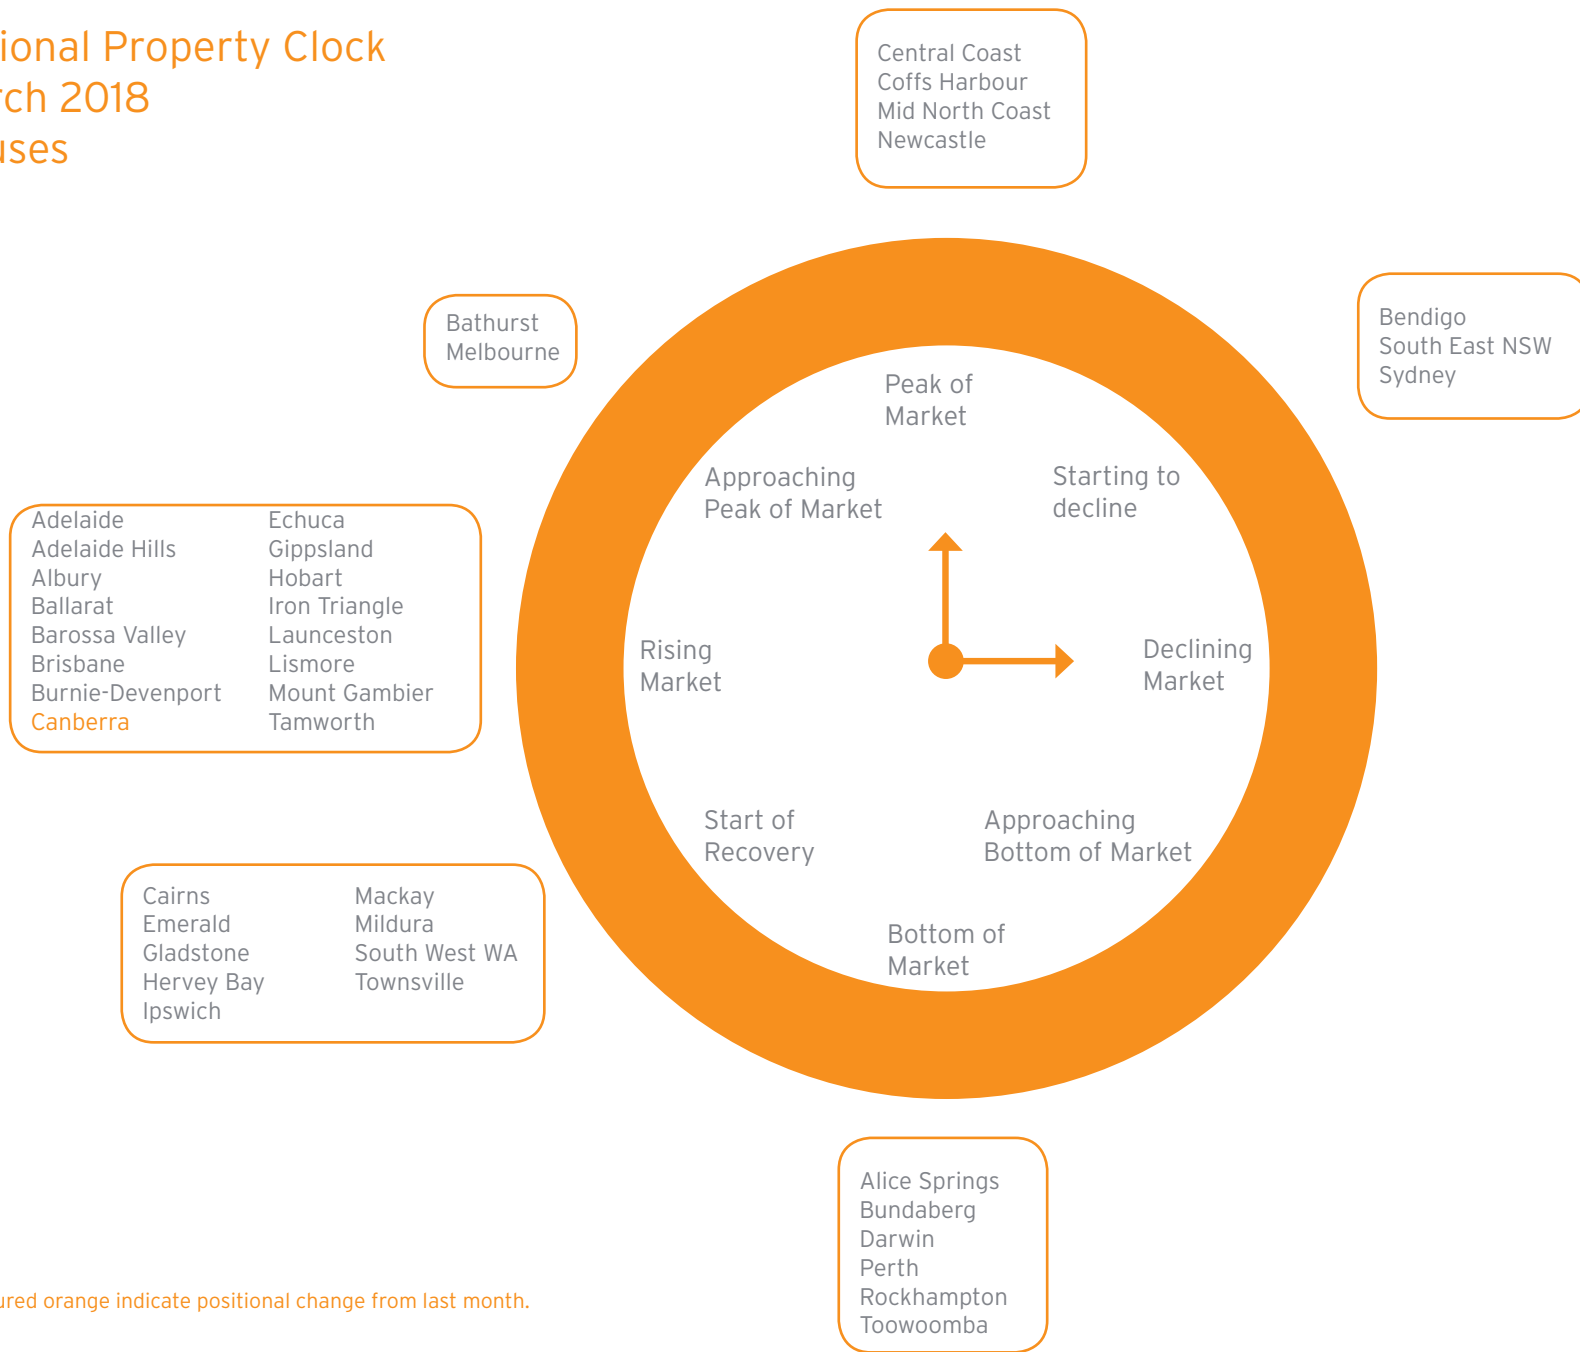 ional Property Clock
rch 2018
uses
Central Coast
Coffs Harbour
Mid North Coast
Newcastle
Bathurst
Melbourne
Bendigo
South East NSW
Sydney
Peak of
Market
Approaching
Peak of Market
Starting to
decline
Adelaide
Adelaide Hills
Albury
Ballarat
Barossa Valley
Brisbane
Burnie-Devenport
Canberra
Echuca
Gippsland
Hobart
Iron Triangle
Launceston
Lismore
Mount Gambier
Tamworth
Rising
Market
Declining
Market
Start of
Recovery
Approaching
Bottom of Market
Cairns
Emerald
Gladstone
Hervey Bay
Ipswich
Mackay
Mildura
South West WA
Townsville
Bottom of
Market
Alice Springs
Bundaberg
Darwin
Perth
Rockhampton
Toowoomba
ured orange indicate positional change from last month.